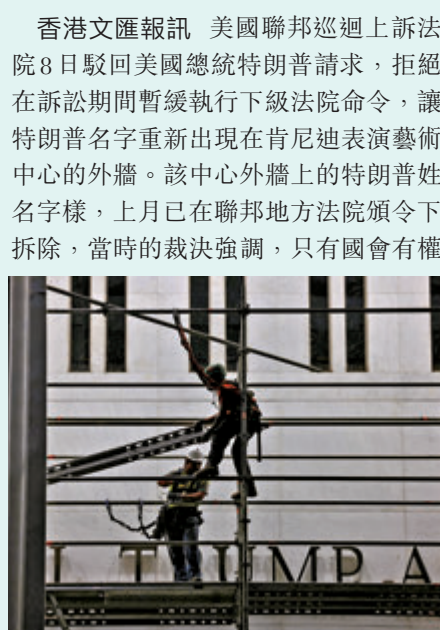 香港文匯報訊 美國聯邦巡迴上訴法
院8日駁回美國總統特朗普請求，拒絕
在訴訟期間暫緩執行下級法院命令，讓
特朗普名字重新出現在肯尼迪表演藝術
中心的外牆。該中心外牆上的特朗普姓
名字樣，上月已在聯邦地方法院頒令下
拆除，當時的裁決強調，只有國會有權
T UMP A